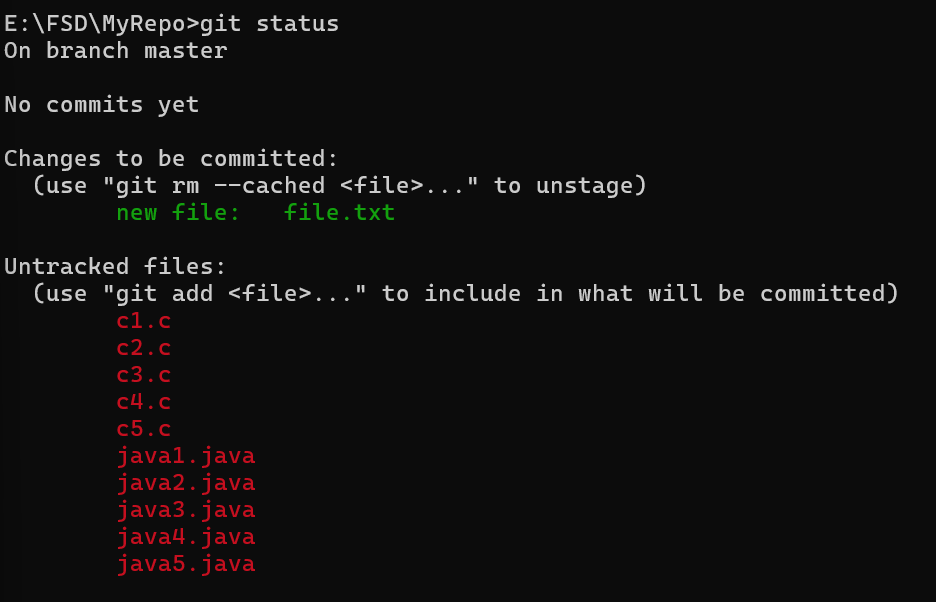 E:\FSD\MyRepo>git status
On branch master
No commits yet
Changes to be committed:
  (use "git rm --cached <file>..." to unstage)
        new file:   file.txt
Untracked files:
  (use "git add <file>..." to include in what will be committed)
        c1.c
        c2.c
        c3.c
        c4.c
        c5.c
        java1.java
        java2.java
        java3.java
        java4.java
        java5.java